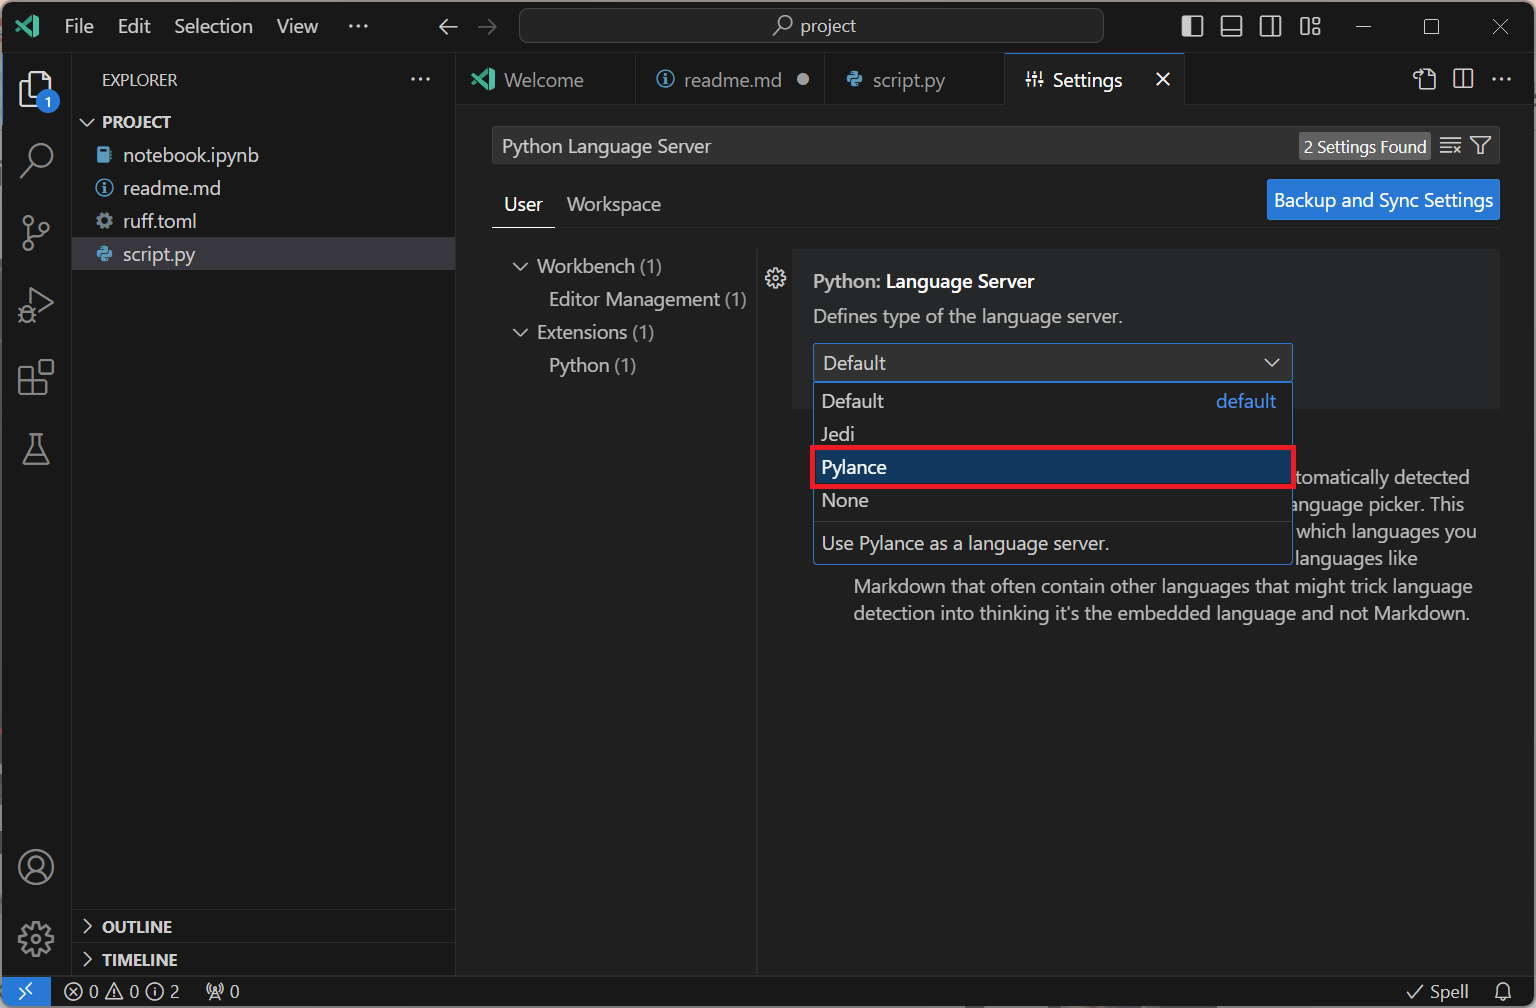 File Edit Selection View ··· project
EXPLORER ···
Welcome readme.md script.py Settings
1
PROJECT
notebook.ipynb
readme.md
ruff.toml
script.py
Python Language Server 2 Settings Found
User Workspace Backup and Sync Settings
Workbench (1)
Editor Management (1)
Extensions (1)
Python (1)
Python: Language Server
Defines type of the language server.
Default
Default default
Jedi
Pylance
None
Use Pylance as a language server.
tomatically detected
anguage picker. This
which languages you
languages like
Markdown that often contain other languages that might trick language
detection into thinking it's the embedded language and not Markdown.
OUTLINE
TIMELINE
0 0 2 0 Spell